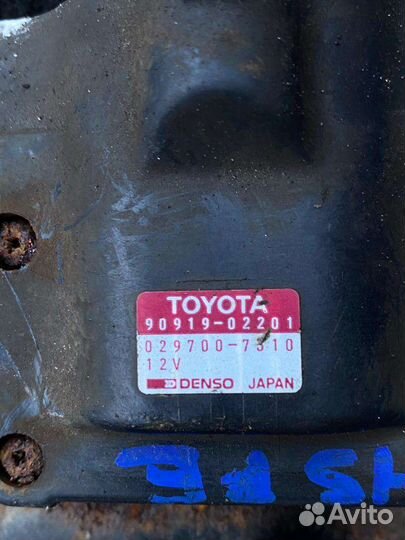 TOYOTA
90919-02201
029700-7310
12V
DENSO JAPAN
Avito